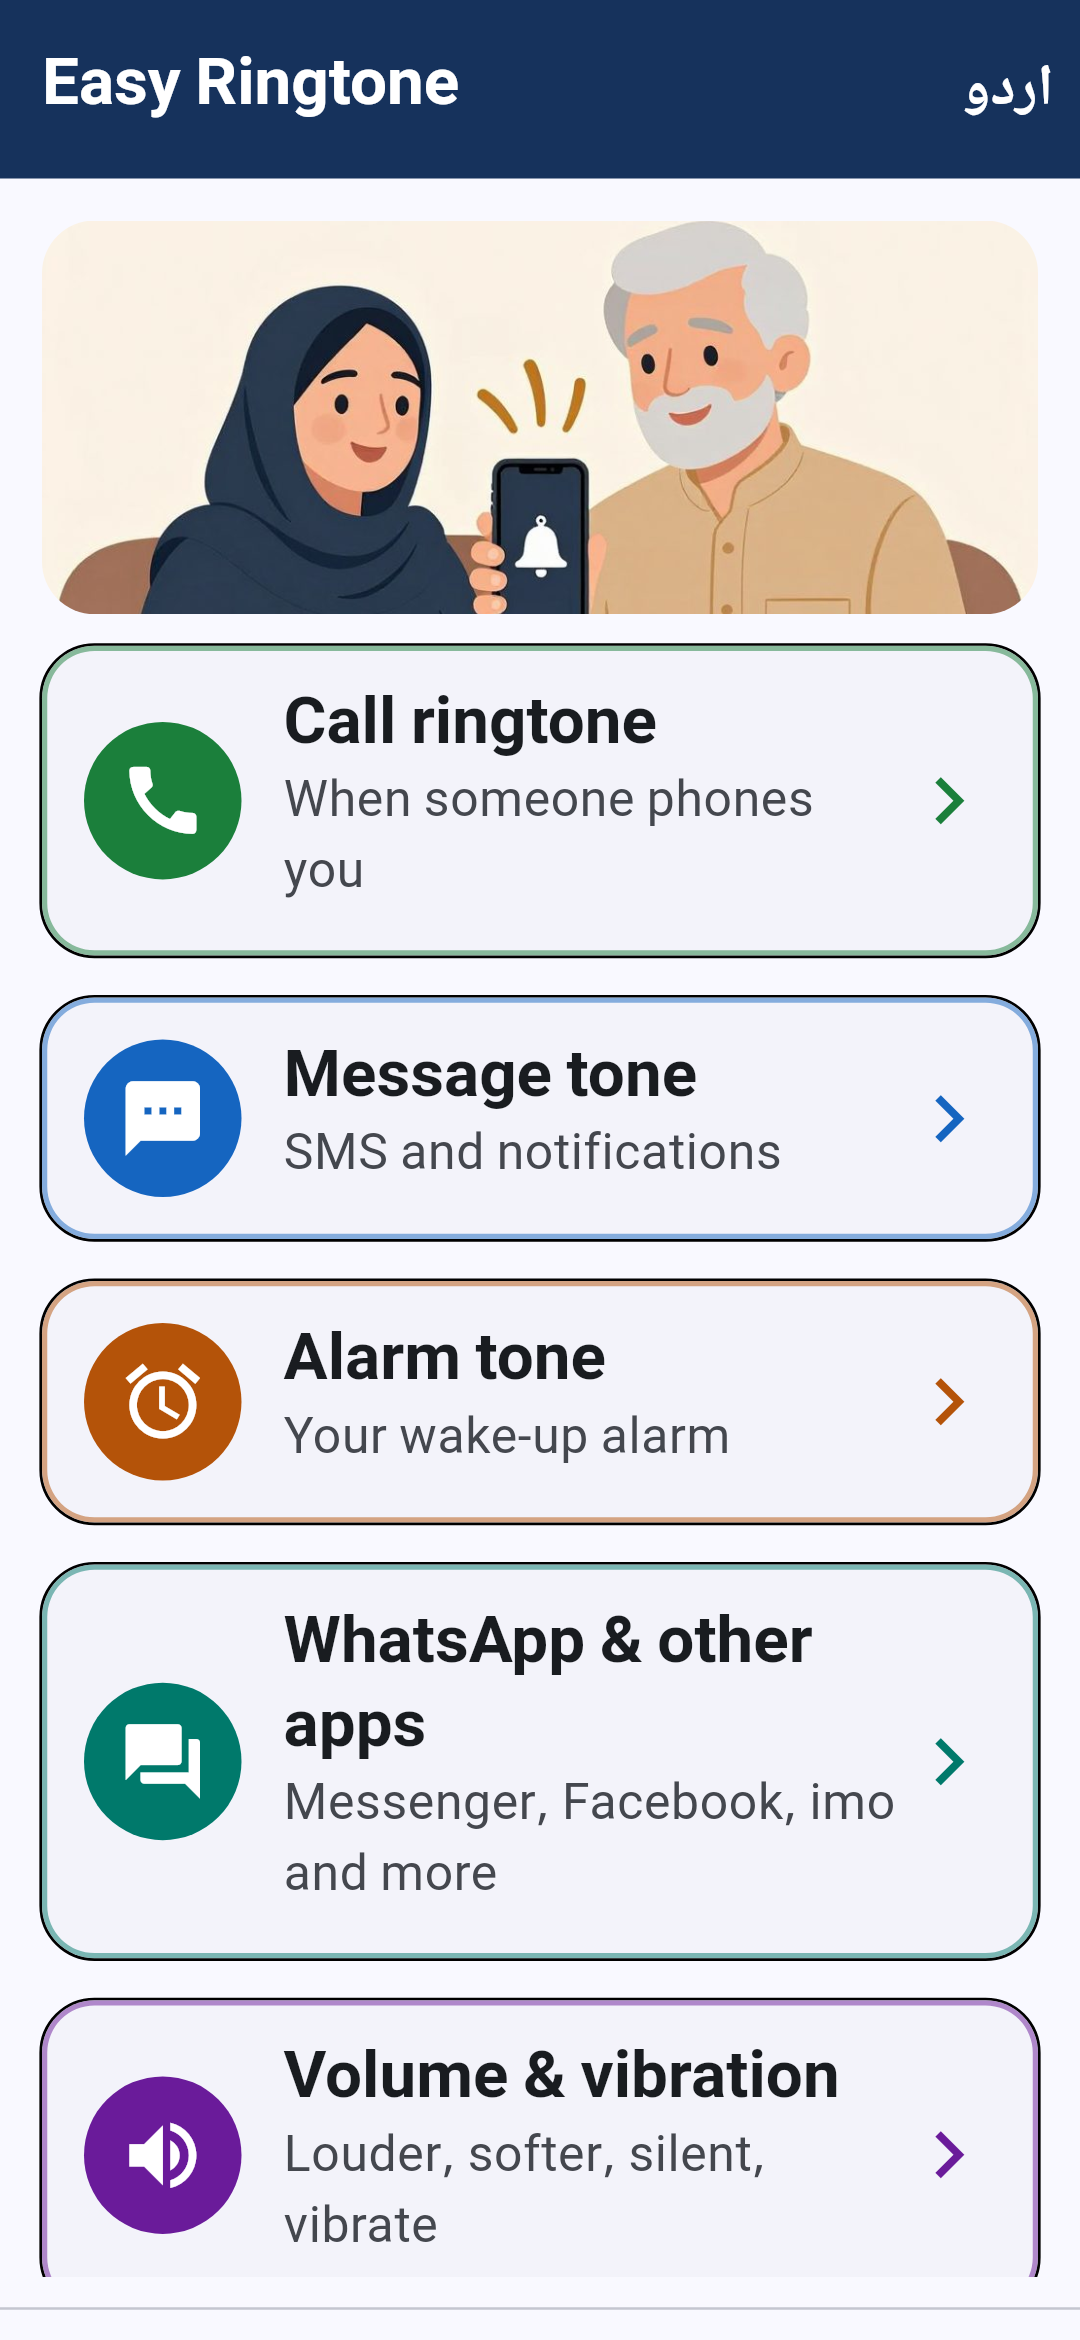 Easy Ringtone
اردو
Call ringtone
When someone phones
you
Message tone
SMS and notifications
Alarm tone
Your wake-up alarm
WhatsApp & other
apps
Messenger, Facebook, imo
and more
Volume & vibration
Louder, softer, silent,
vibrate